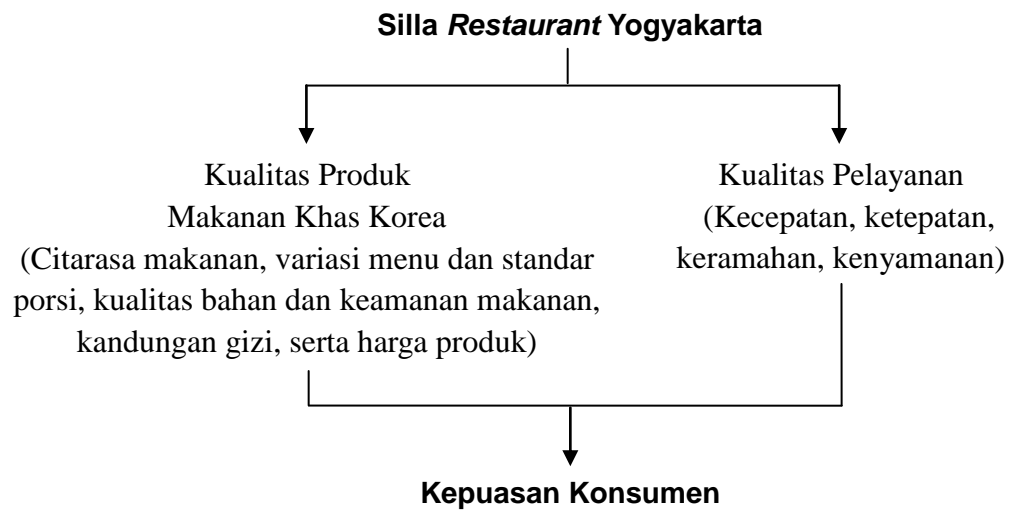 Silla Restaurant Yogyakarta
Kualitas Produk
Makanan Khas Korea
(Citarasa makanan, variasi menu dan standar
porsi, kualitas bahan dan keamanan makanan,
kandungan gizi, serta harga produk)
Kualitas Pelayanan
(Kecepatan, ketepatan,
keramahan, kenyamanan)
Kepuasan Konsumen